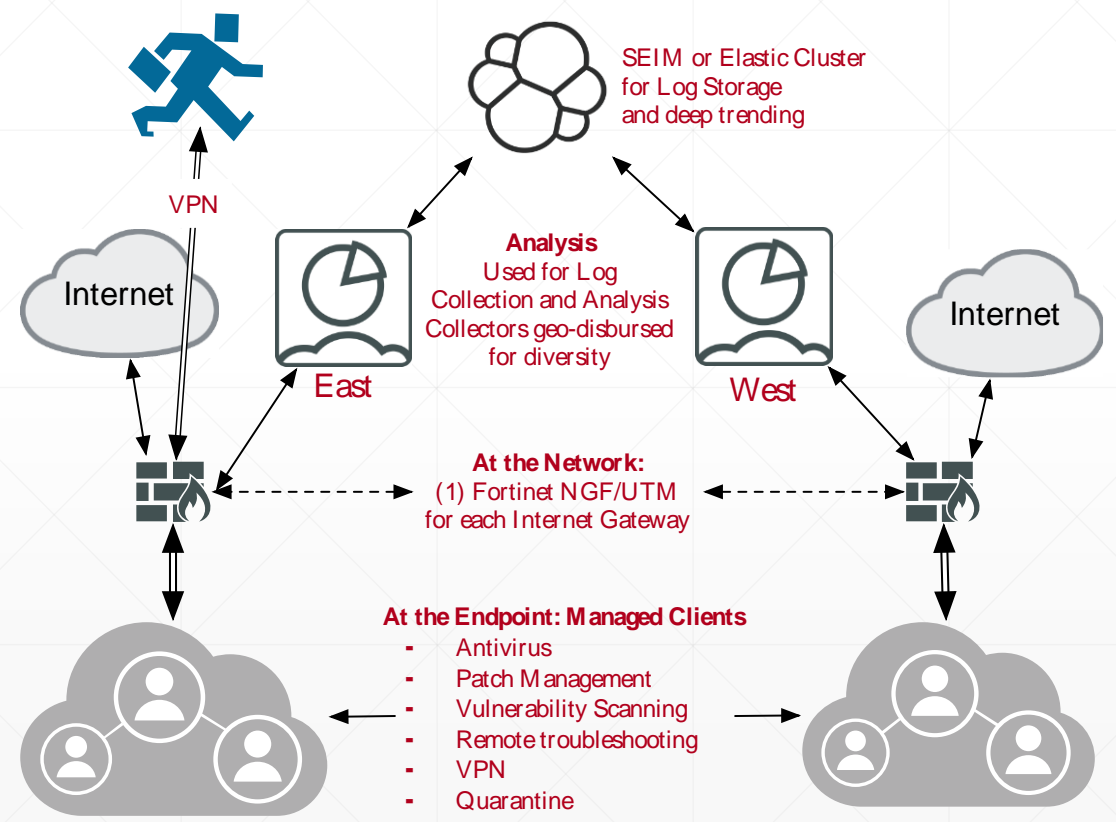 SEIM or Elastic Cluster
for Log Storage
and deep trending
VPN
Internet
Analysis
Used for Log
Collection and Analysis
Collectors geo-disbursed
for diversity
Internet
East
West
At the Network:
(1) Fortinet NGF/UTM
for each Internet Gateway
At the Endpoint: Managed Clients
- Antivirus
- Patch Management
- Vulnerability Scanning
- Remote troubleshooting
- VPN
- Quarantine